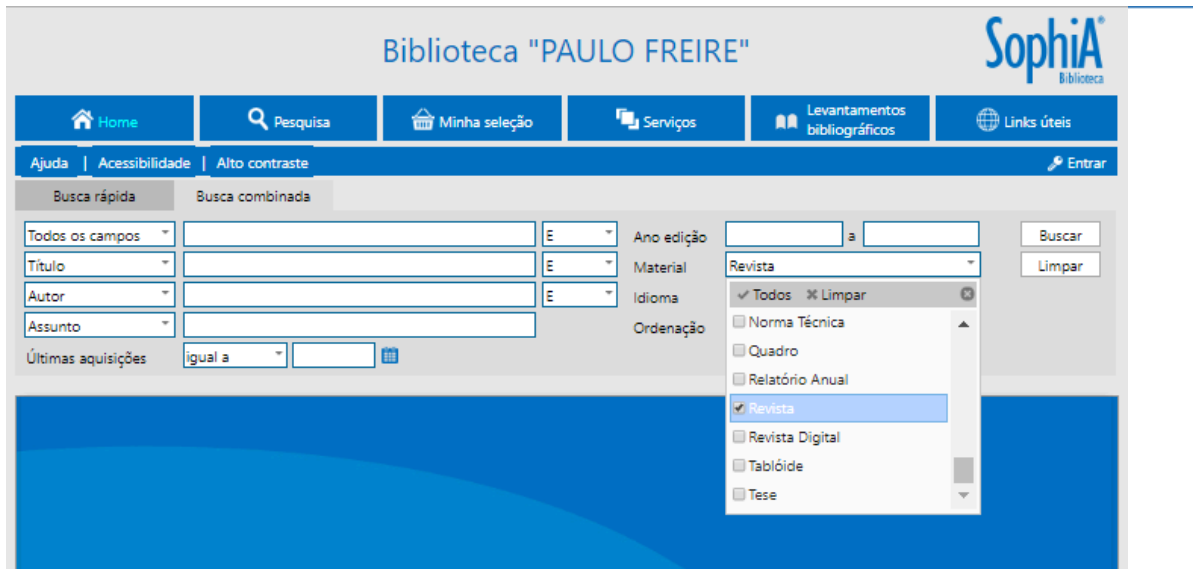 Biblioteca "PAULO FREIRE"
SophiA
Biblioteca
Home
Pesquisa
Minha seleção
Serviços
Levantamentos
bibliográficos
Links úteis
Ajuda | Acessibilidade | Alto contraste
Entrar
Busca rápida
Busca combinada
Todos os campos
E
Ano edição
a
Buscar
Título
E
Material
Revista
Limpar
Autor
E
Idioma
Todos
Limpar
Assunto
Ordenação
Norma Técnica
Últimas aquisições
igual a
Quadro
Relatório Anual
Revista
Revista Digital
Tablóide
Tese